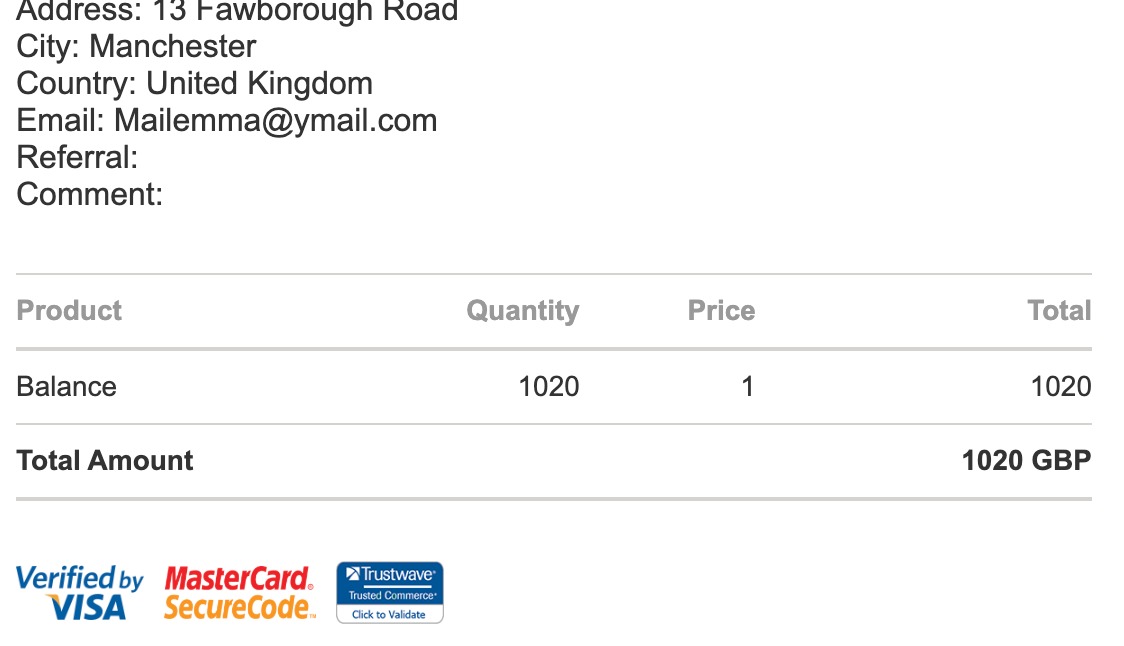 Address: 13 Fawborough Road
City: Manchester
Country: United Kingdom
Email: Mailemma@ymail.com
Referral:
Comment:
Product Quantity Price Total
Balance 1020 1 1020
Total Amount 1020 GBP
Verified by VISA
MasterCard. SecureCode.™
Trustwave®
Trusted Commerce®
Click to Validate